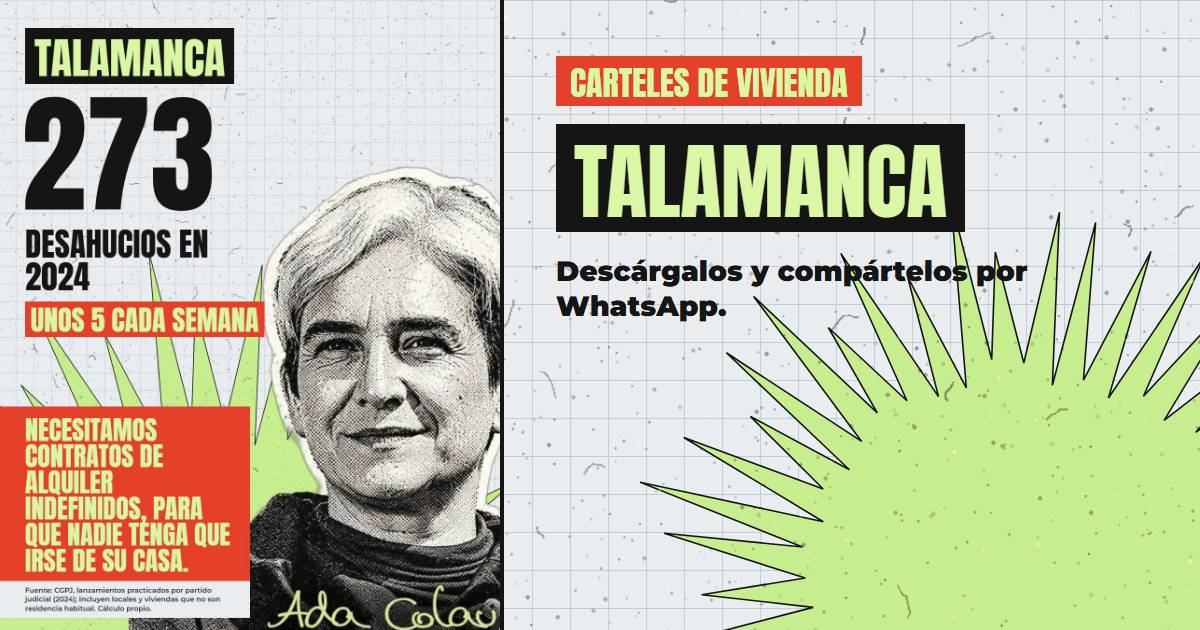 TALAMANCA
273
DESAHUCIOS EN
2024
UNOS 5 CADA SEMANA
NECESITAMOS
CONTRATOS DE
ALQUILER
INDEFINIDOS, PARA
QUE NADIE TENGA QUE
IRSE DE SU CASA.
Fuente: CGPJ, lanzamientos practicados por partido
judicial (2024); incluyen locales y viviendas que no son
residencia habitual. Cálculo propio.
Ada Colau
CARTELES DE VIVIENDA
TALAMANCA
Descárgalos y compártelos por
WhatsApp.